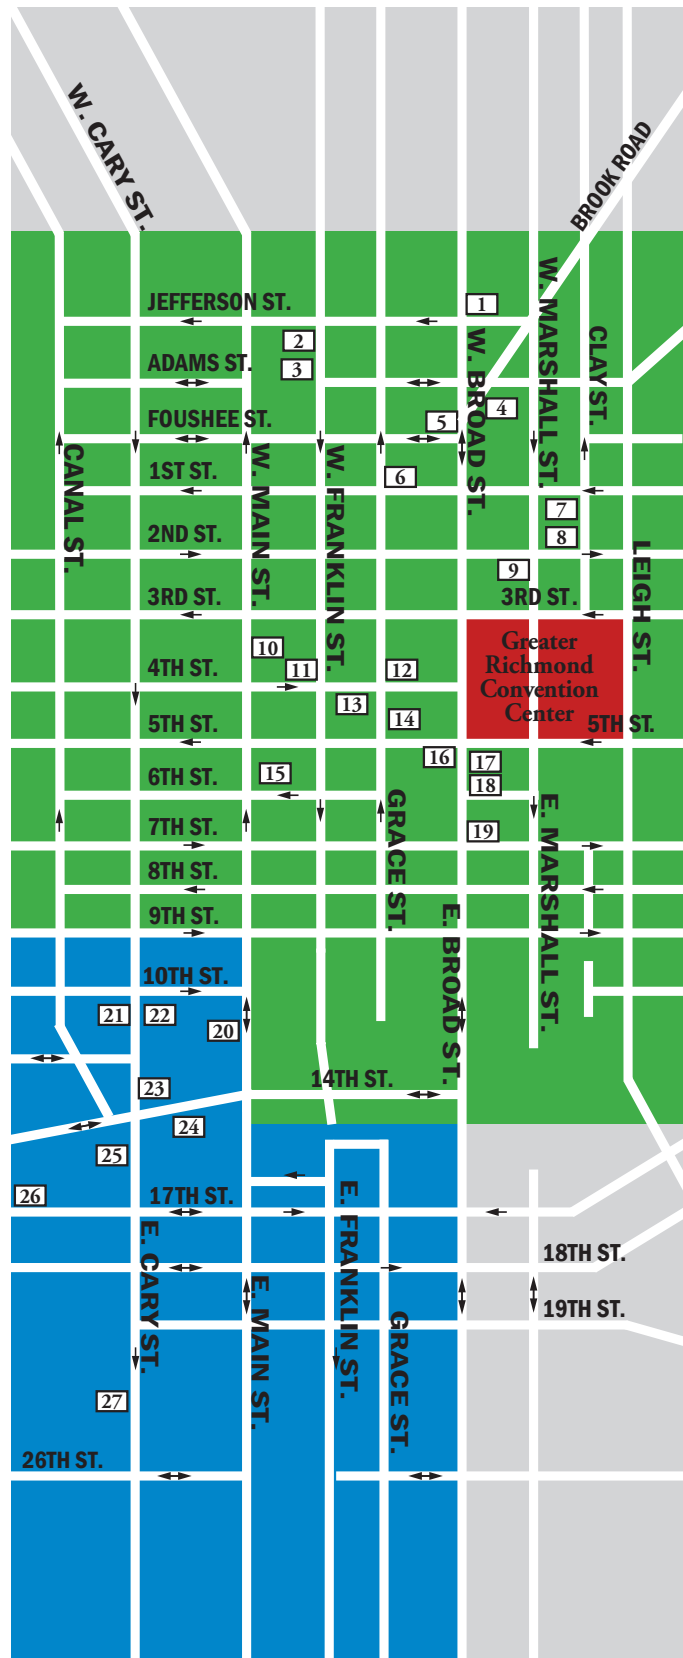 W. CARY ST.
BROOK ROAD
JEFFERSON ST.
1
W. MARSHALL ST.
2
CLAY ST.
W. BROAD ST.
ADAMS ST.
3
4
FOUSHEE ST.
5
CANAL ST.
W. MAIN ST.
W. FRANKLIN ST.
1ST ST.
6
7
2ND ST.
8
LEIGH ST.
9
3RD ST.
3RD ST.
Greater
Richmond
Convention
Center
10
4TH ST.
11
12
13
14
5TH ST.
5TH ST.
16
17
6TH ST.
15
18
GRACE ST.
E. MARSHALL ST.
7TH ST.
19
8TH ST.
9TH ST.
E. BROAD ST.
10TH ST.
21
22
20
14TH ST.
23
24
25
26
17TH ST.
E. FRANKLIN ST.
E. CARY ST.
18TH ST.
E. MAIN ST.
19TH ST.
GRACE ST.
27
26TH ST.